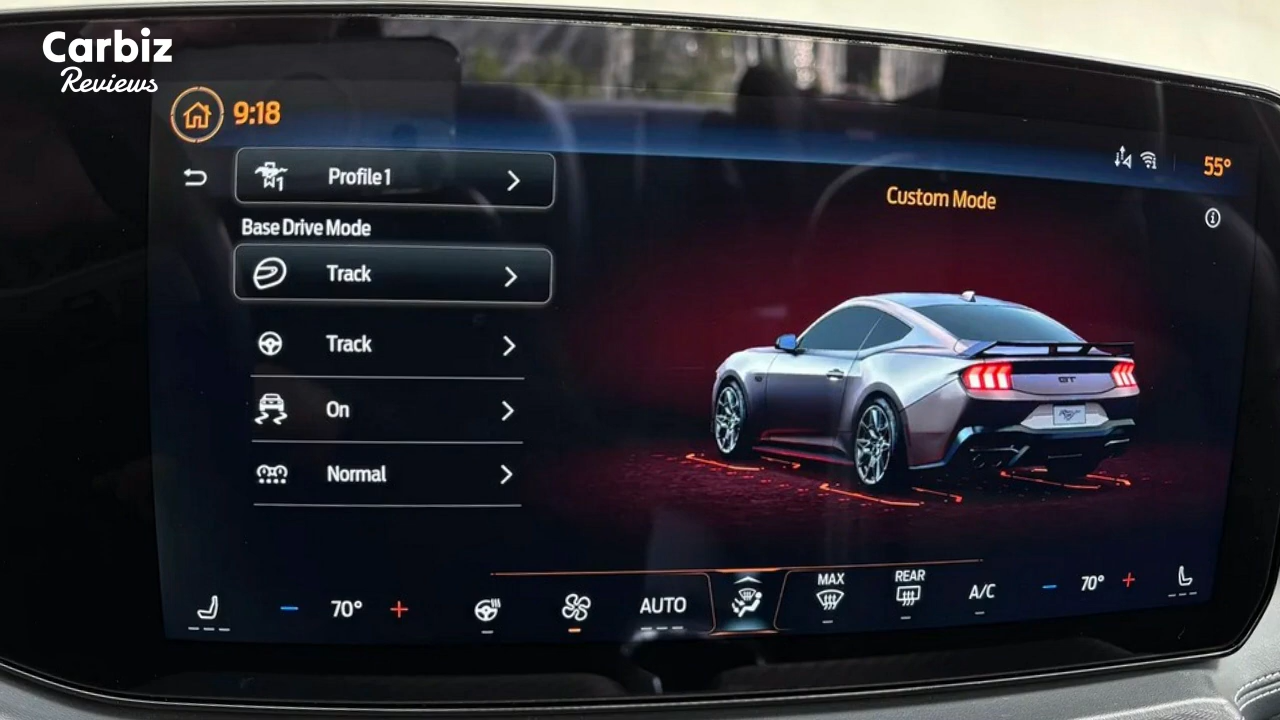 Carbiz
Reviews
9:18
55°
Profile 1
Custom Mode
Base Drive Mode
Track
Track
On
Normal
GT
70°
AUTO
MAX
REAR
A/C
70°